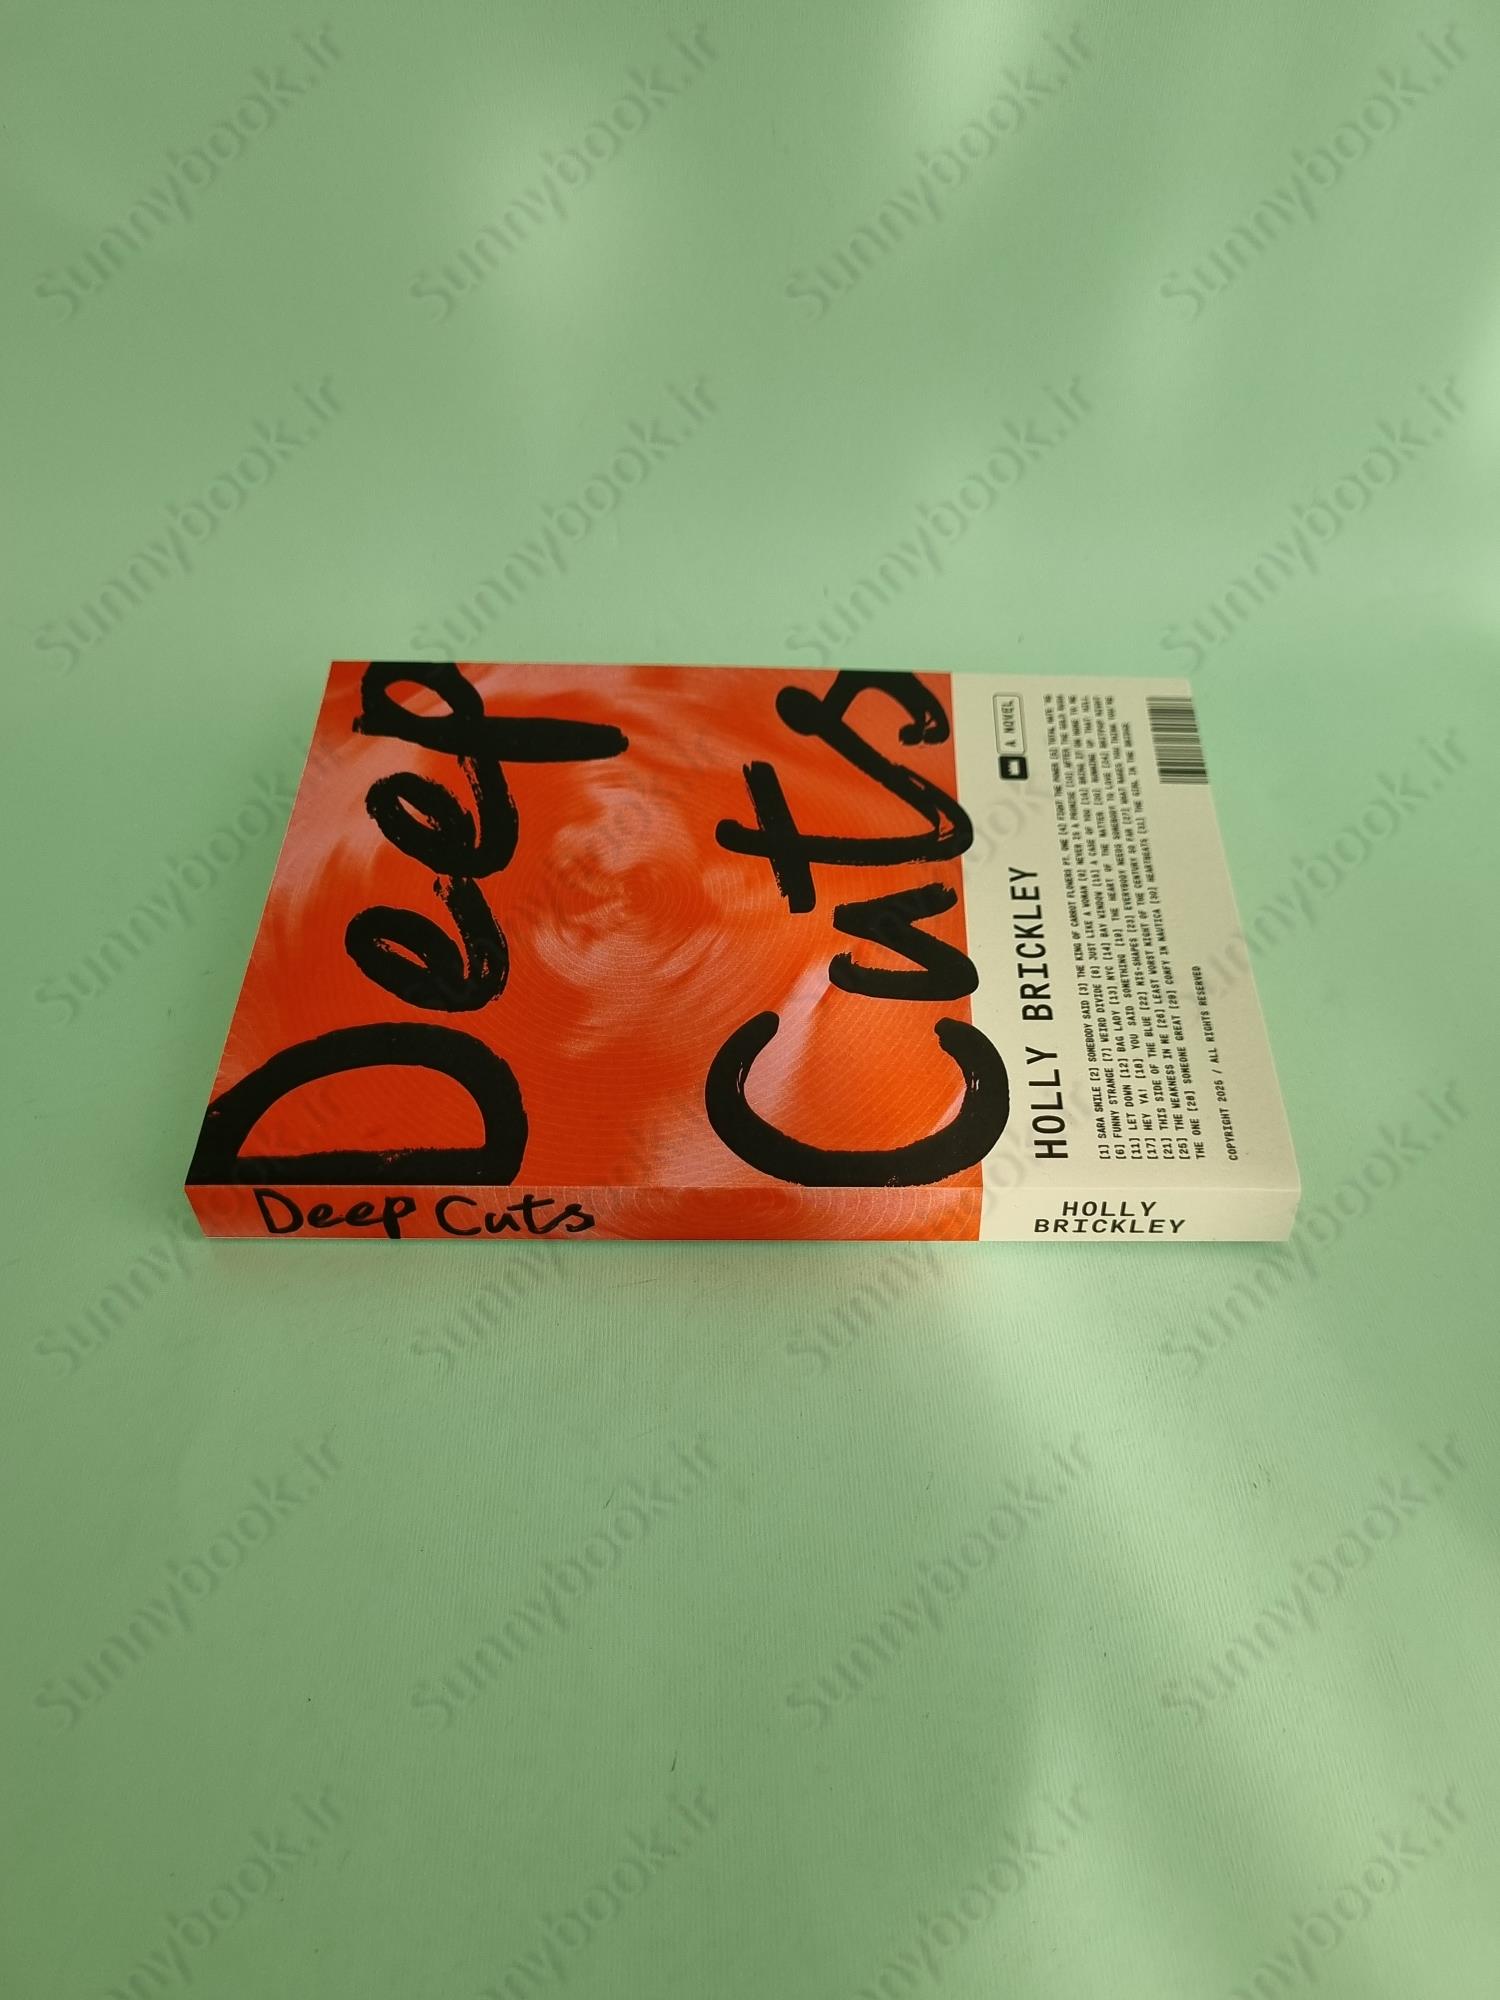 Deep
Cuts
HOLLY BRICKLEY
A NOVEL
[1] SARA SMILE [2] SOMEBODY SAID [3] THE KING OF CARROT FLOWERS PT. ONE [4] FIGHT THE POWER [5] TOTAL HATE '95
[6] FUNNY STRANGE [7] WEIRD DIVIDE [8] JUST LIKE A WOMAN [9] NEVER IS A PROMISE [10] AFTER THE GOLD RUSH
[11] LET DOWN [12] BAG LADY [13] NYC [14] BAY WINDOW [15] A CASE OF YOU [16] BRING IT ON HOME TO ME
[17] HEY YA! [18] YOU SAID SOMETHING [19] THE HEART OF THE MATTER [20] RUNNING UP THAT HILL
[21] THIS SIDE OF THE BLUE [22] MIS-SHAPES [23] EVERYBODY NEEDS SOMEBODY TO LOVE [24] BRITPOP NIGHT
[25] THE WEAKNESS IN ME [26] LEAST WORST NIGHT OF THE CENTURY SO FAR [27] WHAT MAKES YOU THINK YOU'RE
THE ONE [28] SOMEONE GREAT [29] COMFY IN NAUTICA [30] HEARTBEATS [31] THE GIRL IN THE BRIDGE
COPYRIGHT 2025 / ALL RIGHTS RESERVED
Deep Cuts
HOLLY
BRICKLEY
Sunnybook.ir